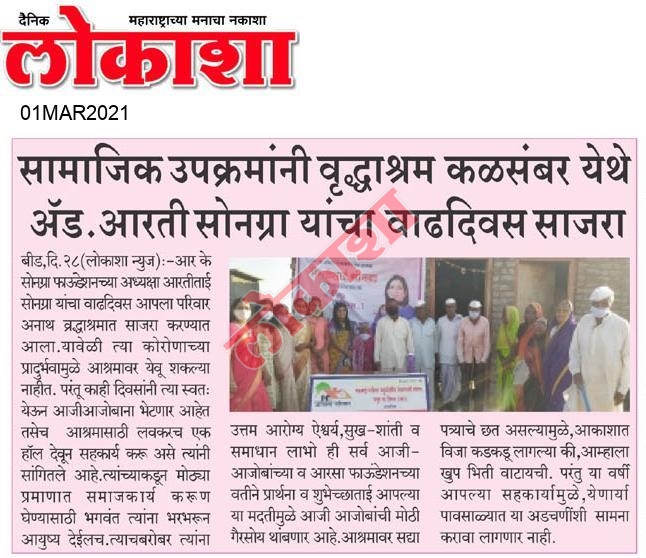 दैनिक
महाराष्ट्राच्या मनाचा नकाशा
लोकाशा
01MAR2021
सामाजिक उपक्रमांनी वृद्धाश्रम कळसंबर येथे
ॲड.आरती सोनग्रा यांचा वाढदिवस साजरा
बीड,दि.२८(लोकाशा न्युज):-आर के
सोनग्रा फाऊंडेशनच्या अध्यक्षा आरतीताई
सोनग्रा यांचा वाढदिवस आपला परिवार
अनाथ व्रद्धाश्रमात साजरा करण्यात
आला.यावेळी त्या कोरोणाच्या
प्रादुर्भवामुळे आश्रमावर येवू शकल्या
नाहीत. परंतू काही दिवसांनी त्या स्वतः
येऊन आजीआजोबाना भेटणार आहेत
तसेच आश्रमासाठी लवकरच एक
हॉल देवून सहकार्य करू असे त्यांनी
सांगितले आहे.त्यांच्याकडून मोठ्या
प्रमाणात समाजकार्य करूण
घेण्यासाठी भगवंत त्यांना भरभरून
आयुष्य देईलच.त्याचबरोबर त्यांना
उत्तम आरोग्य ऐश्वर्य,सुख-शांती व
समाधान लाभो ही सर्व आजी-
आजोबांच्या व आरसा फाऊंडेशनच्या
वतीने प्रार्थना व शुभेच्छाताई आपल्या
या मदतीमुळे आजी आजोबांची मोठी
गैरसोय थांबणार आहे.आश्रमावर सद्या
पत्र्याचे छत असल्यामुळे,आकाशात
विजा कडकडू लागल्या की,आम्हाला
खुप भिती वाटायची. परंतु या वर्षी
आपल्या सहकार्यामुळे,येणार्या
पावसाळ्यात या अडचणींशी सामना
करावा लागणार नाही.
लोकाशा